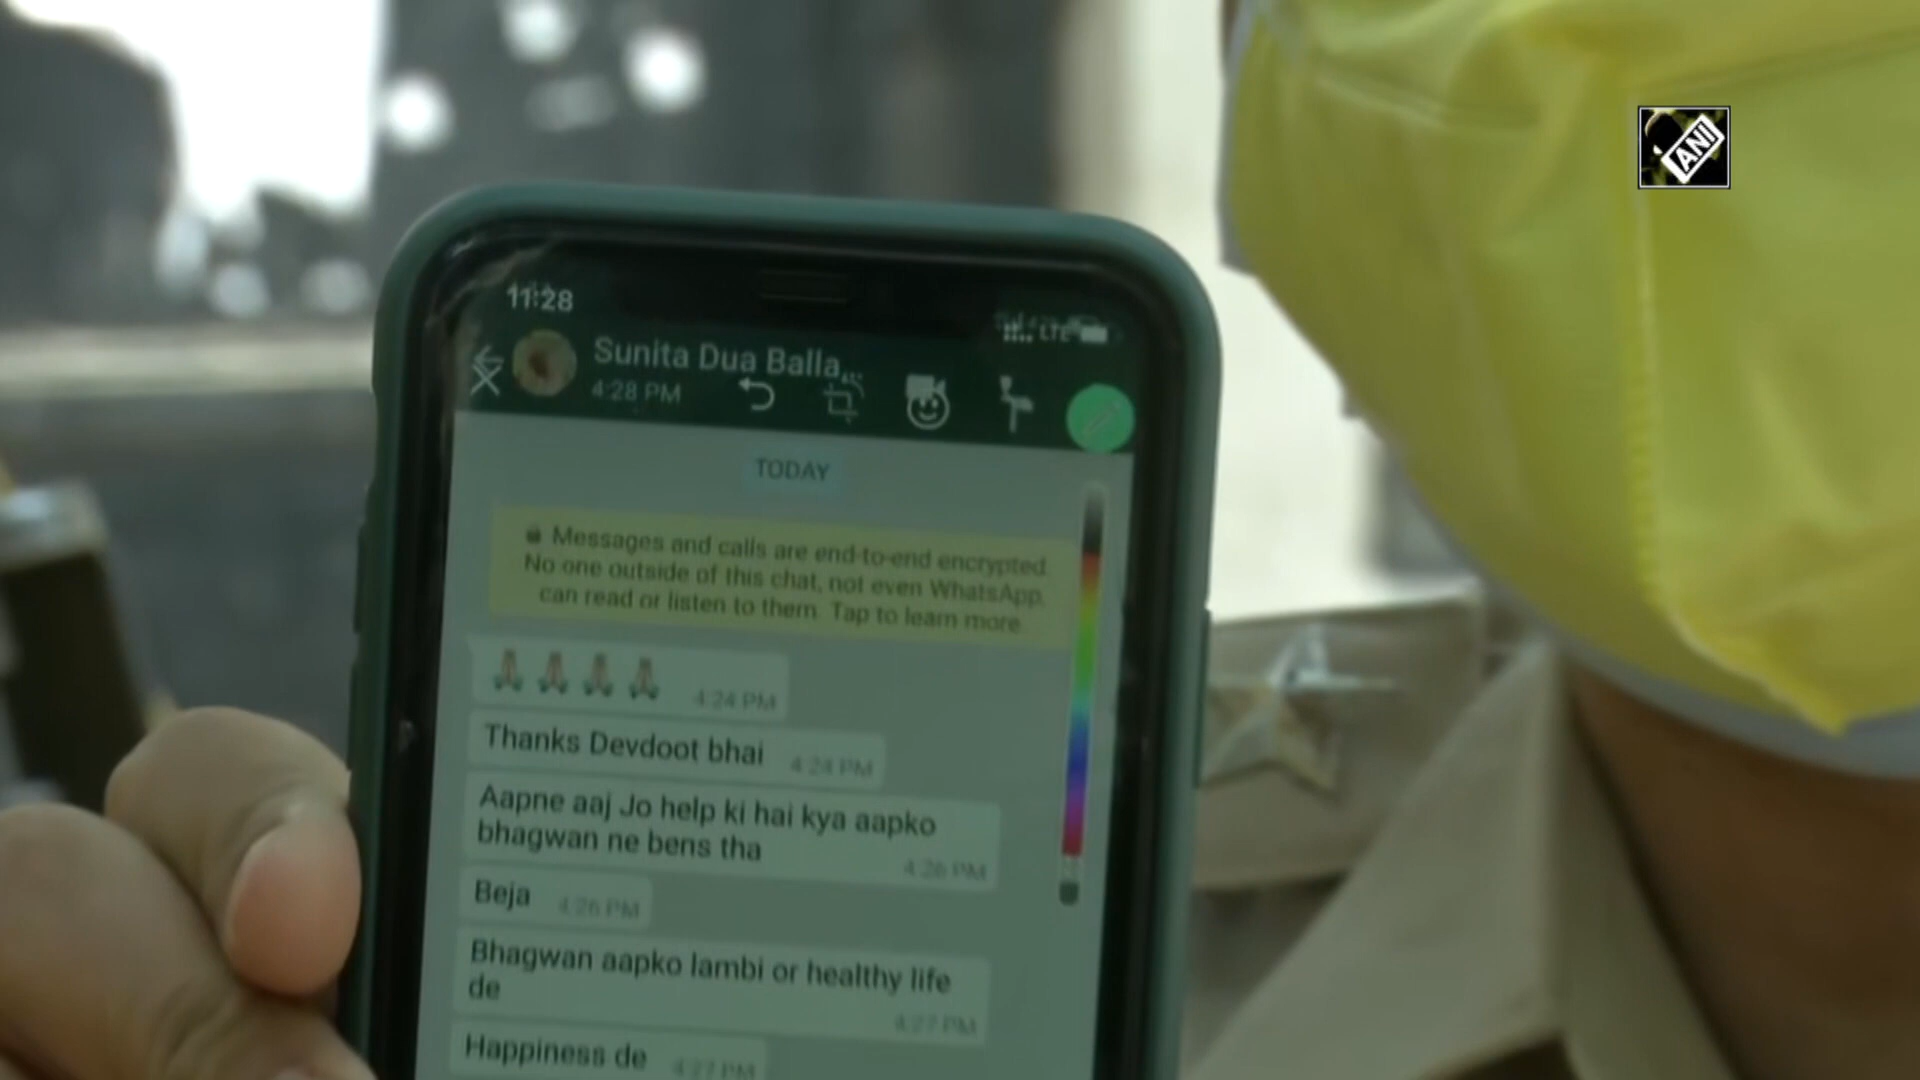 ANI
11:28
LTE
Sunita Dua Balla...
4:28 PM
TODAY
Messages and calls are end-to-end encrypted.
No one outside of this chat, not even WhatsApp,
can read or listen to them. Tap to learn more.
🙏🙏🙏🙏 4:24 PM
Thanks Devdoot bhai 4:24 PM
Aapne aaj Jo help ki hai kya aapko
bhagwan ne bens tha
4:26 PM
Beja 4:26 PM
Bhagwan aapko lambi or healthy life
de
4:27 PM
Happiness de 4:27 PM